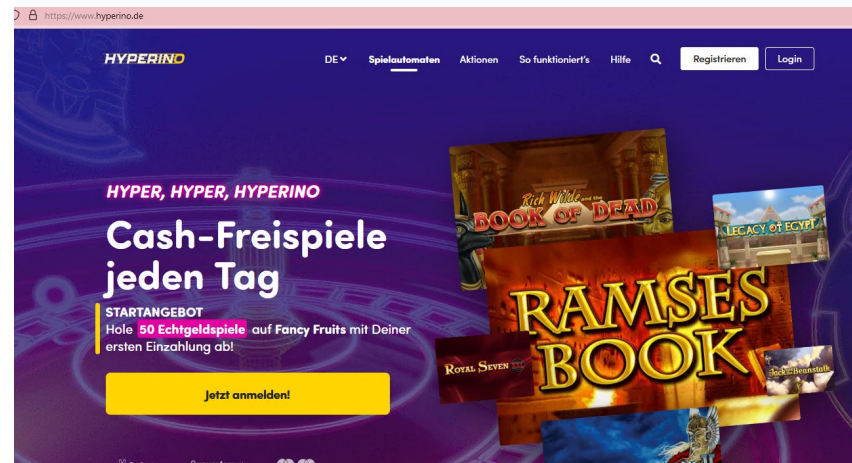 https://www.hyperino.de
HYPERINO
DE
Spielautomaten
Aktionen
So funktioniert's
Hilfe
Registrieren
Login
HYPER, HYPER, HYPERINO
Cash-Freispiele
jeden Tag
STARTANGEBOT
Hole 50 Echtgeldspiele auf Fancy Fruits mit Deiner
ersten Einzahlung ab!
Jetzt anmelden!
Rich Wilde and the
BOOK OF DEAD
LEGACY OF EGYPT
RAMSES
BOOK
ROYAL SEVEN
Jack and the Beanstalk